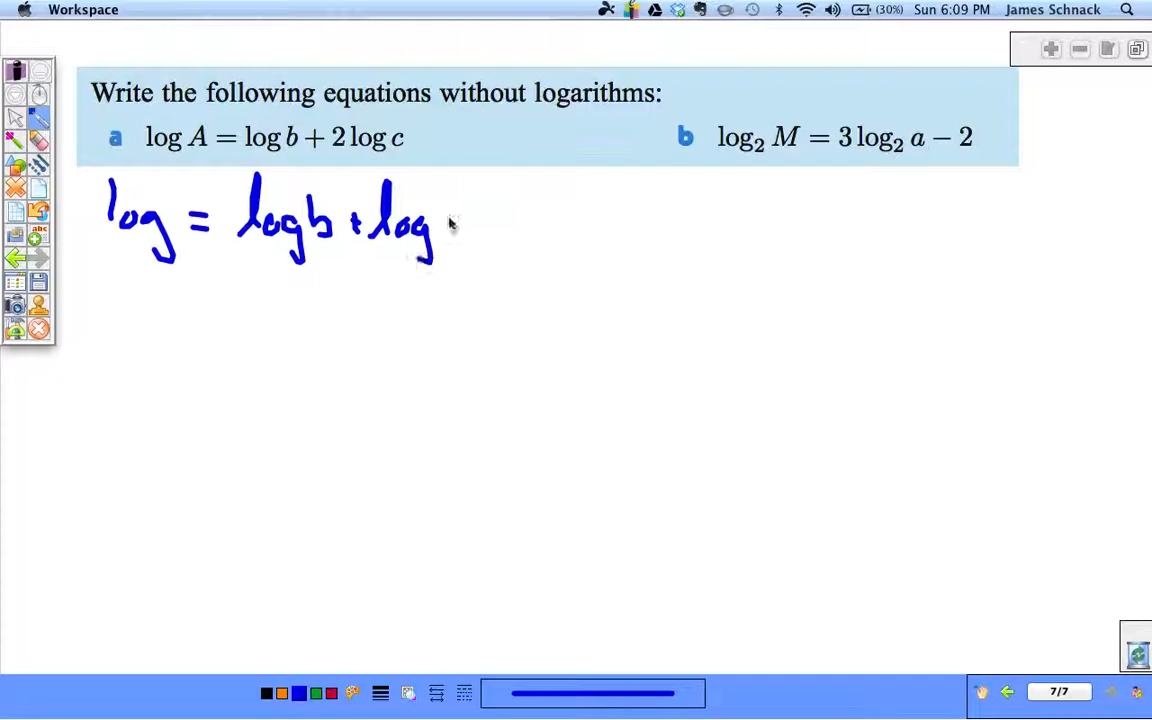 Workspace (30%) Sun 6:09 PM James Schnack
Write the following equations without logarithms:
a log A = log b + 2 log c b log₂ M = 3 log₂ a − 2
log = log b + log
abc
7/7